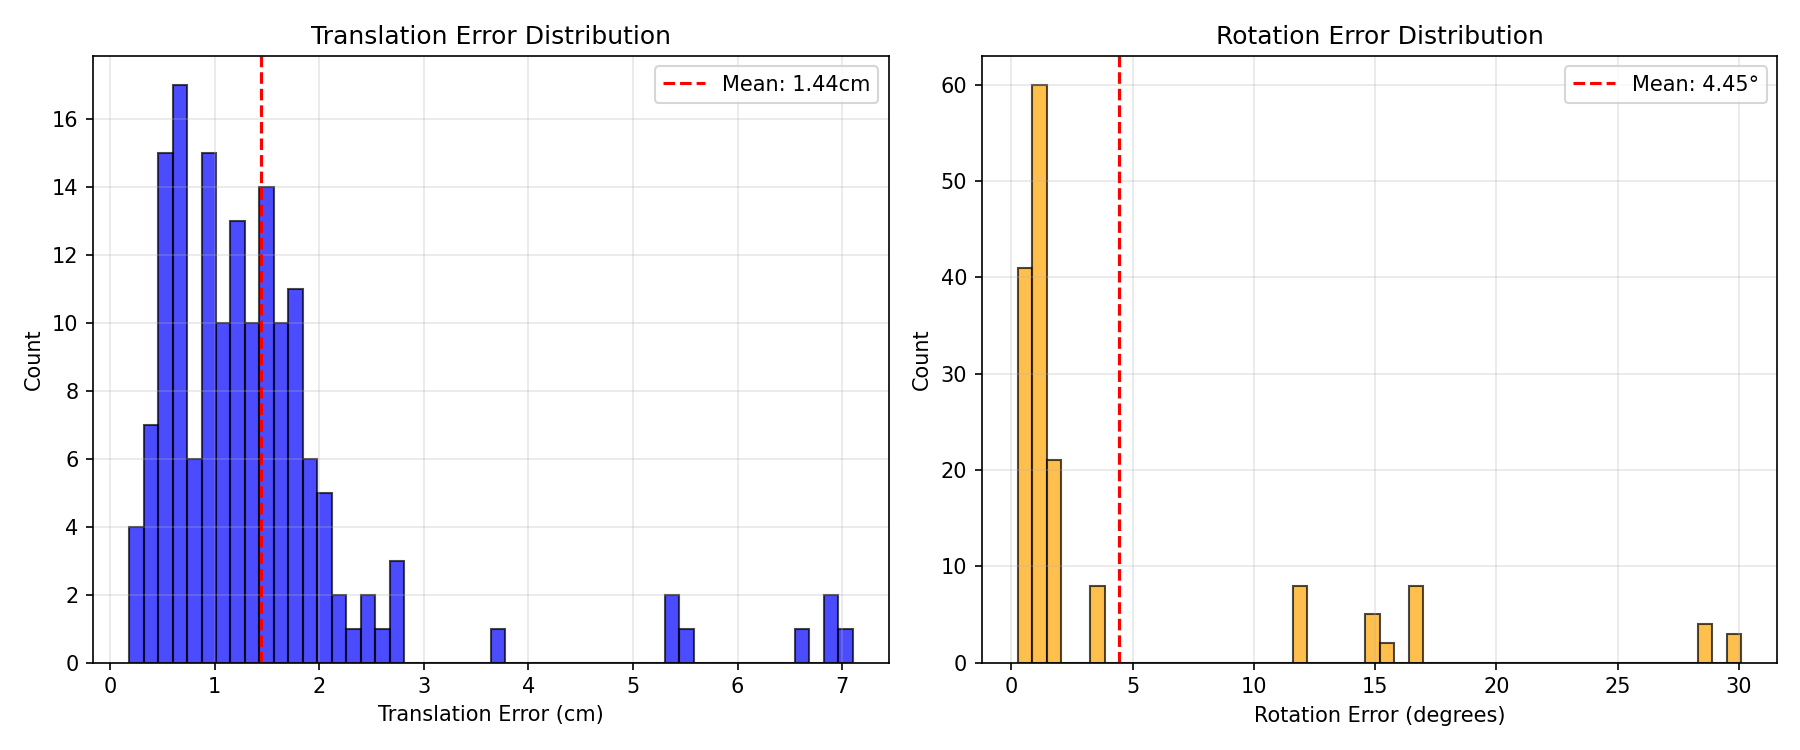 Translation Error Distribution
Mean: 1.44cm
Count
16
14
12
10
8
6
4
2
0
0 1 2 3 4 5 6 7
Translation Error (cm)
Rotation Error Distribution
Mean: 4.45°
Count
60
50
40
30
20
10
0
0 5 10 15 20 25 30
Rotation Error (degrees)